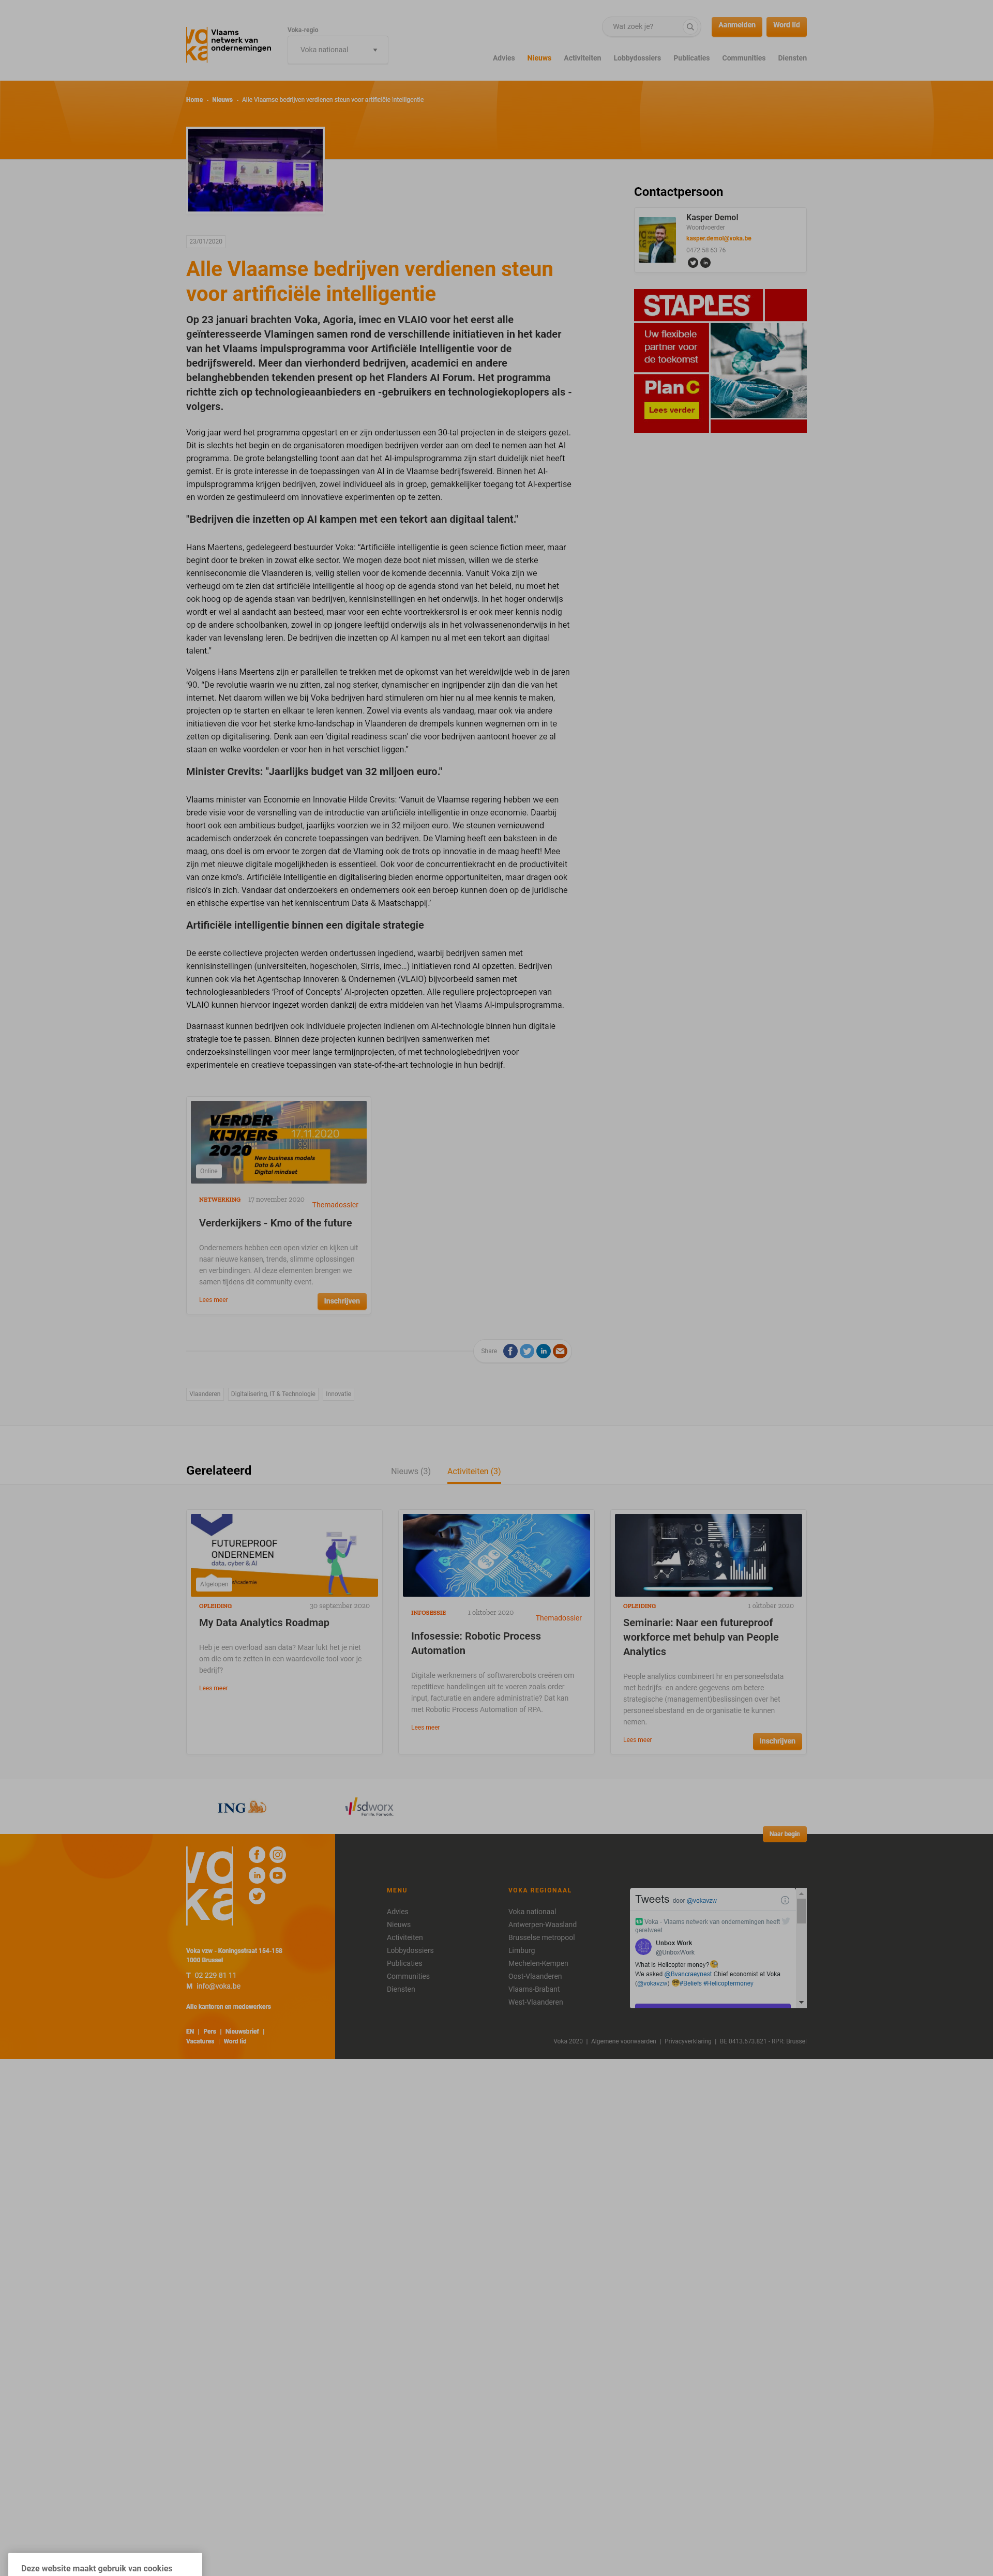 Vlaams
netwerk van
ondernemingen
Voka-regio
Voka nationaal
Wat zoek je?
Aanmelden
Word lid
Advies Nieuws Activiteiten Lobbydossiers Publicaties Communities Diensten
Home
Nieuws
Alle Vlaamse bedrijven verdienen steun voor artificiële intelligentie
23/01/2020
Alle Vlaamse bedrijven verdienen steun
voor artificiële intelligentie
Op 23 januari brachten Voka, Agoria, imec en VLAIO voor het eerst alle
geïnteresseerde Vlamingen samen rond de verschillende initiatieven in het kader
van het Vlaams impulsprogramma voor Artificiële Intelligentie voor de
bedrijfswereld. Meer dan vierhonderd bedrijven, academici en andere
belanghebbenden tekenden present op het Flanders AI Forum. Het programma
richtte zich op technologieaanbieders en -gebruikers en technologiekoplopers als -
volgers.
Vorig jaar werd het programma opgestart en er zijn ondertussen een 30-tal projecten in de steigers gezet.
Dit is slechts het begin en de organisatoren moedigen bedrijven verder aan om deel te nemen aan het AI
programma. De grote belangstelling toont aan dat het AI-impulsprogramma zijn start duidelijk niet heeft
gemist. Er is grote interesse in de toepassingen van AI in de Vlaamse bedrijfswereld. Binnen het AI-
impulsprogramma krijgen bedrijven, zowel individueel als in groep, gemakkelijker toegang tot AI-expertise
en worden ze gestimuleerd om innovatieve experimenten op te zetten.
"Bedrijven die inzetten op AI kampen met een tekort aan digitaal talent."
Hans Maertens, gedelegeerd bestuurder Voka: “Artificiële intelligentie is geen science fiction meer, maar
begint door te breken in zowat elke sector. We mogen deze boot niet missen, willen we de sterke
kenniseconomie die Vlaanderen is, veilig stellen voor de komende decennia. Vanuit Voka zijn we
verheugd om te zien dat artificiële intelligentie al hoog op de agenda stond van het beleid, nu moet het
ook hoog op de agenda staan van bedrijven, kennisinstellingen en het onderwijs. In het hoger onderwijs
wordt er wel al aandacht aan besteed, maar voor een echte voortrekkersrol is er ook meer kennis nodig
op de andere schoolbanken, zowel in op jongere leeftijd onderwijs als in het volwassenenonderwijs in het
kader van levenslang leren. De bedrijven die inzetten op AI kampen nu al met een tekort aan digitaal
talent.”
Volgens Hans Maertens zijn er parallellen te trekken met de opkomst van het wereldwijde web in de jaren
‘90. “De revolutie waarin we nu zitten, zal nog sterker, dynamischer en ingrijpender zijn dan die van het
internet. Net daarom willen we bij Voka bedrijven hard stimuleren om hier nu al mee kennis te maken,
projecten op te starten en elkaar te leren kennen. Zowel via events als vandaag, maar ook via andere
initiatieven die voor het sterke kmo-landschap in Vlaanderen de drempels kunnen wegnemen om in te
zetten op digitalisering. Denk aan een ‘digital readiness scan’ die voor bedrijven aantoont hoever ze al
staan en welke voordelen er voor hen in het verschiet liggen.”
Minister Crevits: "Jaarlijks budget van 32 miljoen euro."
Vlaams minister van Economie en Innovatie Hilde Crevits: ‘Vanuit de Vlaamse regering hebben we een
brede visie voor de versnelling van de introductie van artificiële intelligentie in onze economie. Daarbij
hoort ook een ambitieus budget, jaarlijks voorzien we in 32 miljoen euro. We steunen vernieuwend
academisch onderzoek én concrete toepassingen van bedrijven. De Vlaming heeft een baksteen in de
maag, ons doel is om ervoor te zorgen dat de Vlaming ook de trots op innovatie in de maag heeft! Mee
zijn met nieuwe digitale mogelijkheden is essentieel. Ook voor de concurrentiekracht en de productiviteit
van onze kmo’s. Artificiële Intelligentie en digitalisering bieden enorme opportuniteiten, maar dragen ook
risico’s in zich. Vandaar dat onderzoekers en ondernemers ook een beroep kunnen doen op de juridische
en ethische expertise van het kenniscentrum Data & Maatschappij.’
Artificiële intelligentie binnen een digitale strategie
De eerste collectieve projecten werden ondertussen ingediend, waarbij bedrijven samen met
kennisinstellingen (universiteiten, hogescholen, Sirris, imec…) initiatieven rond AI opzetten. Bedrijven
kunnen ook via het Agentschap Innoveren & Ondernemen (VLAIO) bijvoorbeeld samen met
technologieaanbieders ‘Proof of Concepts’ AI-projecten opzetten. Alle reguliere projectoproepen van
VLAIO kunnen hiervoor ingezet worden dankzij de extra middelen van het Vlaams AI-impulsprogramma.
Daarnaast kunnen bedrijven ook individuele projecten indienen om AI-technologie binnen hun digitale
strategie toe te passen. Binnen deze projecten kunnen bedrijven samenwerken met
onderzoeksinstellingen voor meer lange termijnprojecten, of met technologiebedrijven voor
experimentele en creatieve toepassingen van state-of-the-art technologie in hun bedrijf.
Contactpersoon
Kasper Demol
Woordvoerder
kasper.demol@voka.be
0472 58 63 76
STAPLES
Uw flexibele
partner voor
de toekomst
Plan C
Lees verder
VERDER
KIJKERS
2020
17.11.2020
New business models
Data & AI
Digital mindset
Online
NETWERKING 17 november 2020
Themadossier
Verderkijkers - Kmo of the future
Ondernemers hebben een open vizier en kijken uit
naar nieuwe kansen, trends, slimme oplossingen
en verbindingen. Al deze elementen brengen we
samen tijdens dit community event.
Lees meer
Inschrijven
Share
Vlaanderen
Digitalisering, IT & Technologie
Innovatie
Gerelateerd
Nieuws (3)
Activiteiten (3)
FUTUREPROOF
ONDERNEMEN
data, cyber & AI
Afgelopen
OPLEIDING 30 september 2020
My Data Analytics Roadmap
Heb je een overload aan data? Maar lukt het je niet
om die om te zetten in een waardevolle tool voor je
bedrijf?
Lees meer
INFOSESSIE 1 oktober 2020
Themadossier
Infosessie: Robotic Process
Automation
Digitale werknemers of softwarerobots creëren om
repetitieve handelingen uit te voeren zoals order
input, facturatie en andere administratie? Dat kan
met Robotic Process Automation of RPA.
Lees meer
OPLEIDING 1 oktober 2020
Seminarie: Naar een futureproof
workforce met behulp van People
Analytics
People analytics combineert hr en personeelsdata
met bedrijfs- en andere gegevens om betere
strategische (management)beslissingen over het
personeelsbestand en de organisatie te kunnen
nemen.
Lees meer
Inschrijven
ING
sdworx
For life. For work.
Naar begin
voka
Voka vzw - Koningsstraat 154-158
1000 Brussel
T 02 229 81 11
M info@voka.be
Alle kantoren en medewerkers
EN | Pers | Nieuwsbrief |
Vacatures | Word lid
MENU
Advies
Nieuws
Activiteiten
Lobbydossiers
Publicaties
Communities
Diensten
VOKA REGIONAAL
Voka nationaal
Antwerpen-Waasland
Brusselse metropool
Limburg
Mechelen-Kempen
Oost-Vlaanderen
Vlaams-Brabant
West-Vlaanderen
Tweets door @vokavzw
Voka - Vlaams netwerk van ondernemingen heeft
geretweet
Unbox Work
@UnboxWork
What is Helicopter money?
We asked @Bvancraeynest Chief economist at Voka
(@vokavzw) #Beliefs #Helicoptermoney
Voka 2020 | Algemene voorwaarden | Privacyverklaring | BE 0413.673.821 - RPR: Brussel
Deze website maakt gebruik van cookies